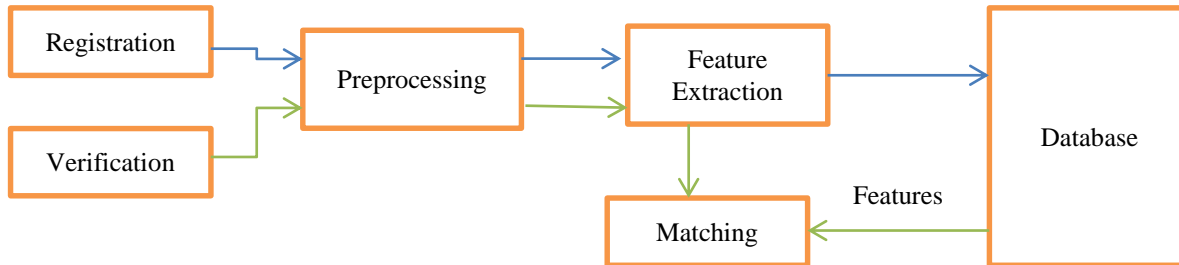 Registration
Preprocessing
Feature
Extraction
Verification
Database
Features
Matching